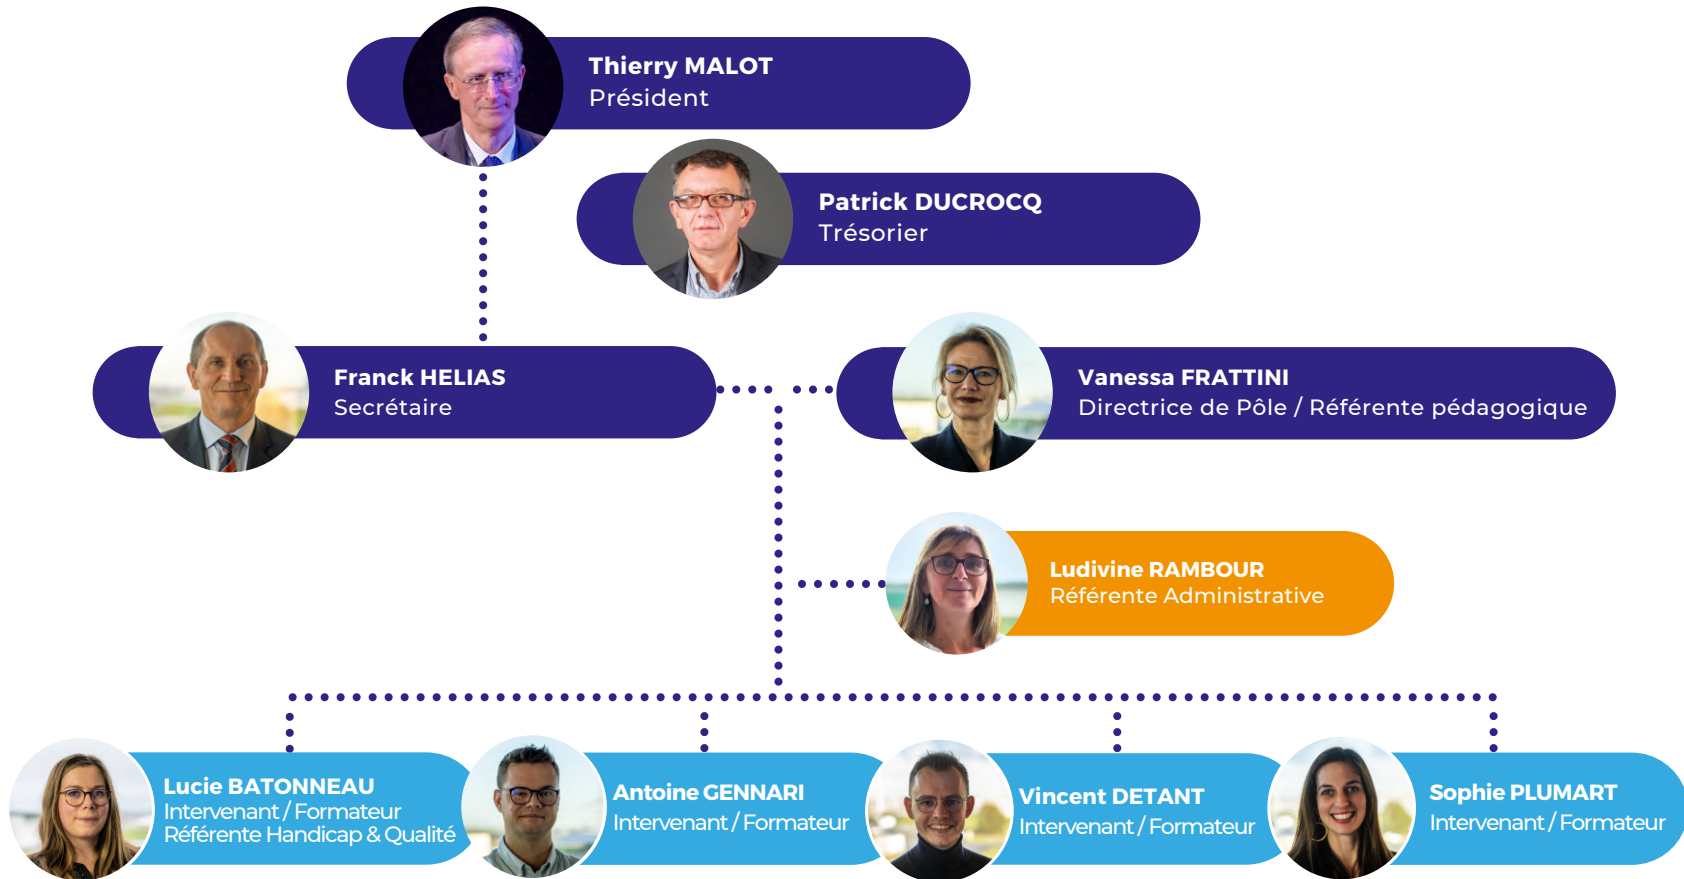 Thierry MALOT
Président
Patrick DUCROCQ
Trésorier
Franck HELIAS
Secrétaire
Vanessa FRATTINI
Directrice de Pôle / Référente pédagogique
Ludivine RAMBOUR
Référente Administrative
Lucie BATONNEAU
Intervenant / Formateur
Référente Handicap & Qualité
Antoine GENNARI
Intervenant / Formateur
Vincent DETANT
Intervenant / Formateur
Sophie PLUMART
Intervenant / Formateur